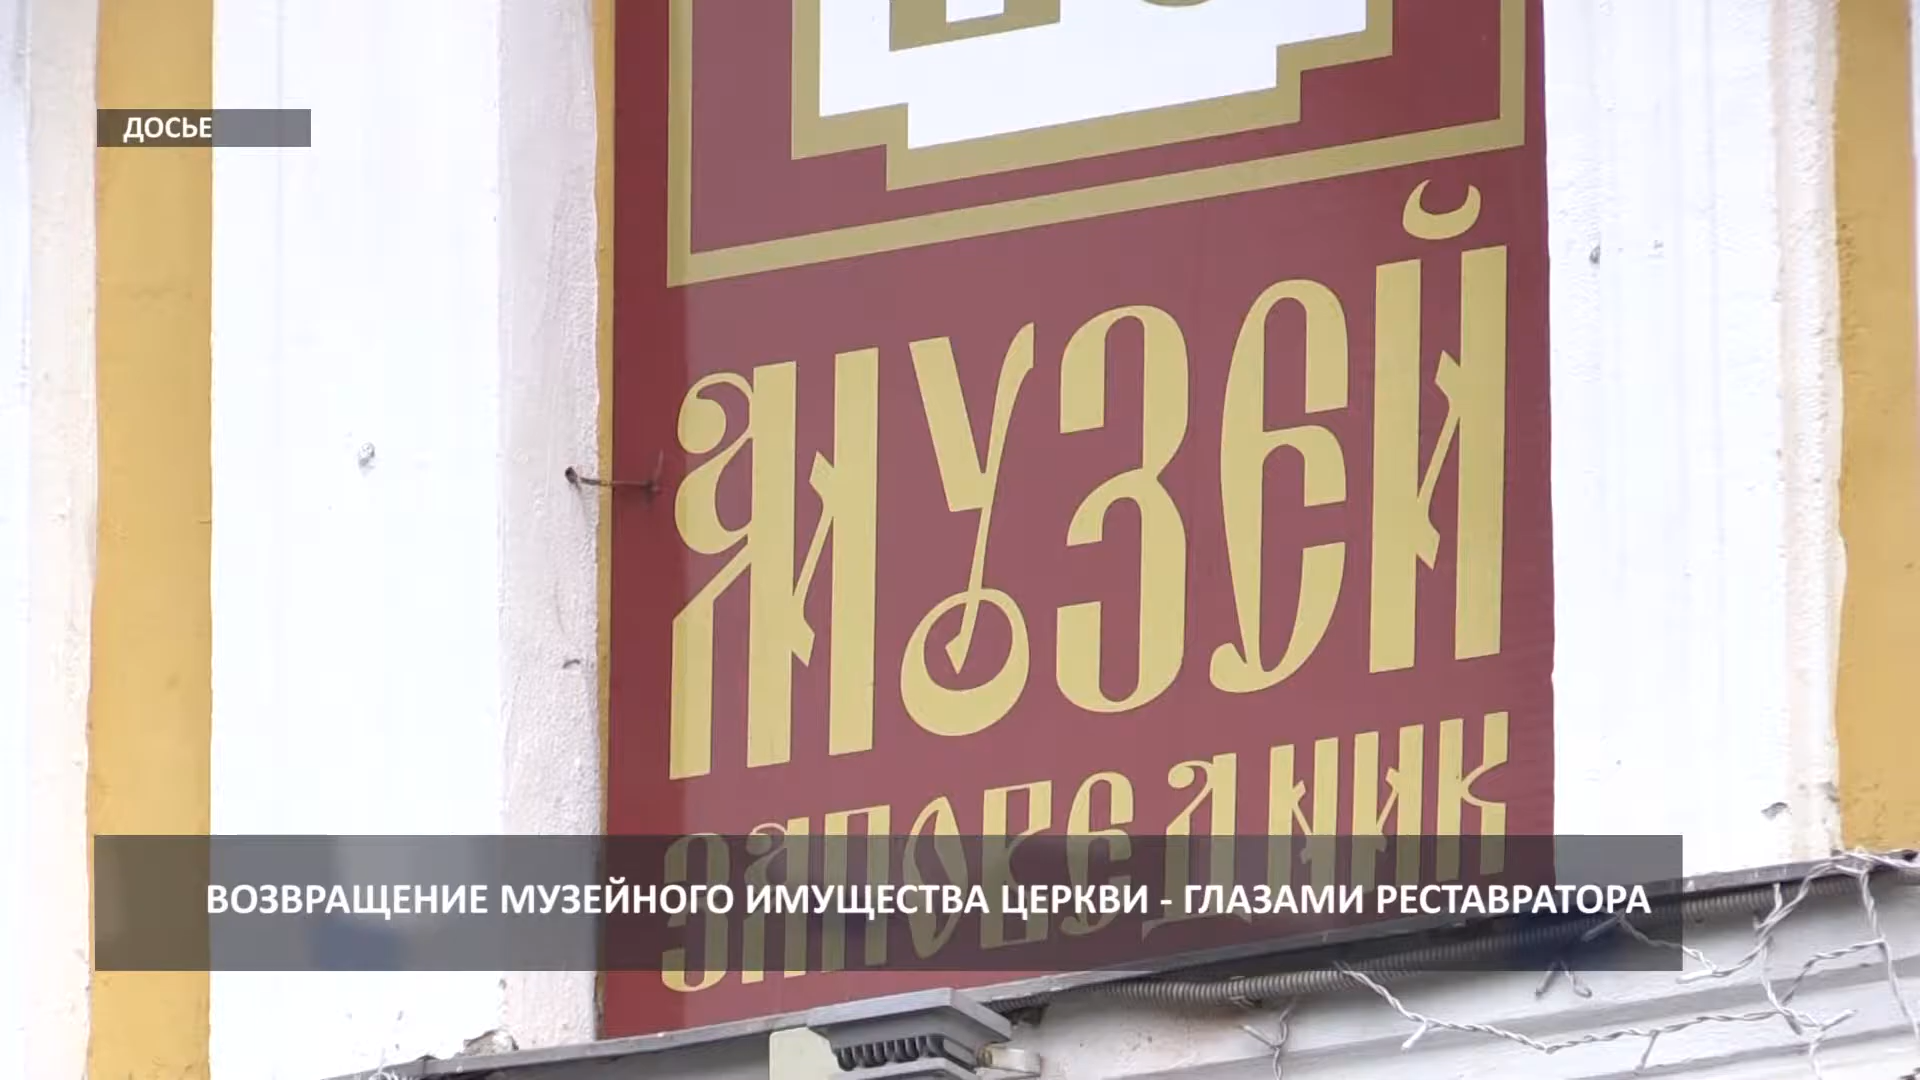 ДОСЬЕ
МУЗЕЙ
ЗАПОВЕДНИК
ВОЗВРАЩЕНИЕ МУЗЕЙНОГО ИМУЩЕСТВА ЦЕРКВИ - ГЛАЗАМИ РЕСТАВРАТОРА